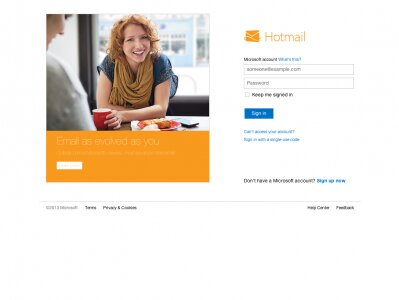 Hotmail
Microsoft account What's this?
someone@example.com
Password
Keep me signed in
Sign in
Can't access your account?
Sign in with a single-use code
Email as evolved as you
Don't have a Microsoft account? Sign up now
©2013 Microsoft Terms Privacy & Cookies Help Center Feedback